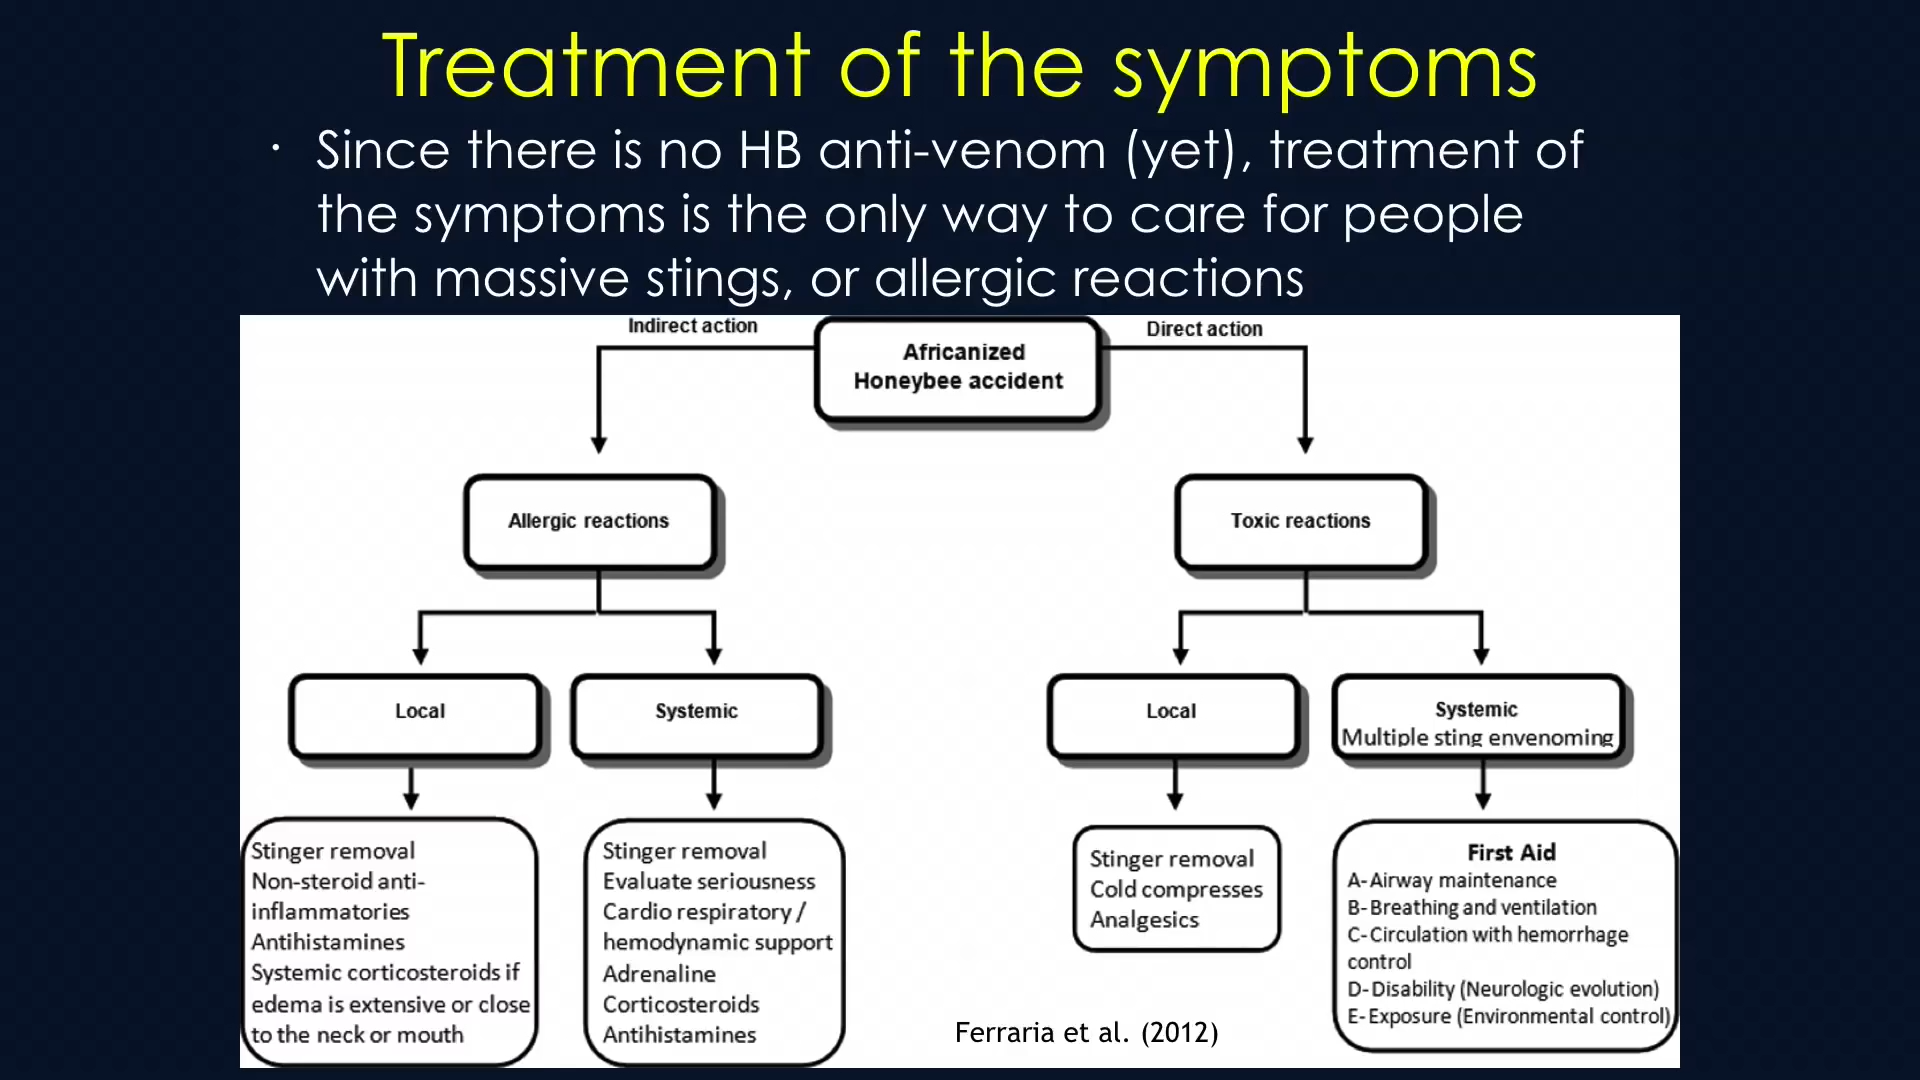 Treatment of the symptoms
· Since there is no HB anti-venom (yet), treatment of
the symptoms is the only way to care for people
with massive stings, or allergic reactions
Indirect action
Africanized
Honeybee accident
Direct action
Allergic reactions
Toxic reactions
Local
Systemic
Local
Systemic
Multiple sting envenoming
Stinger removal
Non-steroid anti-
inflammatories
Antihistamines
Systemic corticosteroids if
edema is extensive or close
to the neck or mouth
Stinger removal
Evaluate seriousness
Cardio respiratory /
hemodynamic support
Adrenaline
Corticosteroids
Antihistamines
Stinger removal
Cold compresses
Analgesics
First Aid
A-Airway maintenance
B-Breathing and ventilation
C-Circulation with hemorrhage
control
D-Disability (Neurologic evolution)
E-Exposure (Environmental control)
Ferraria et al. (2012)